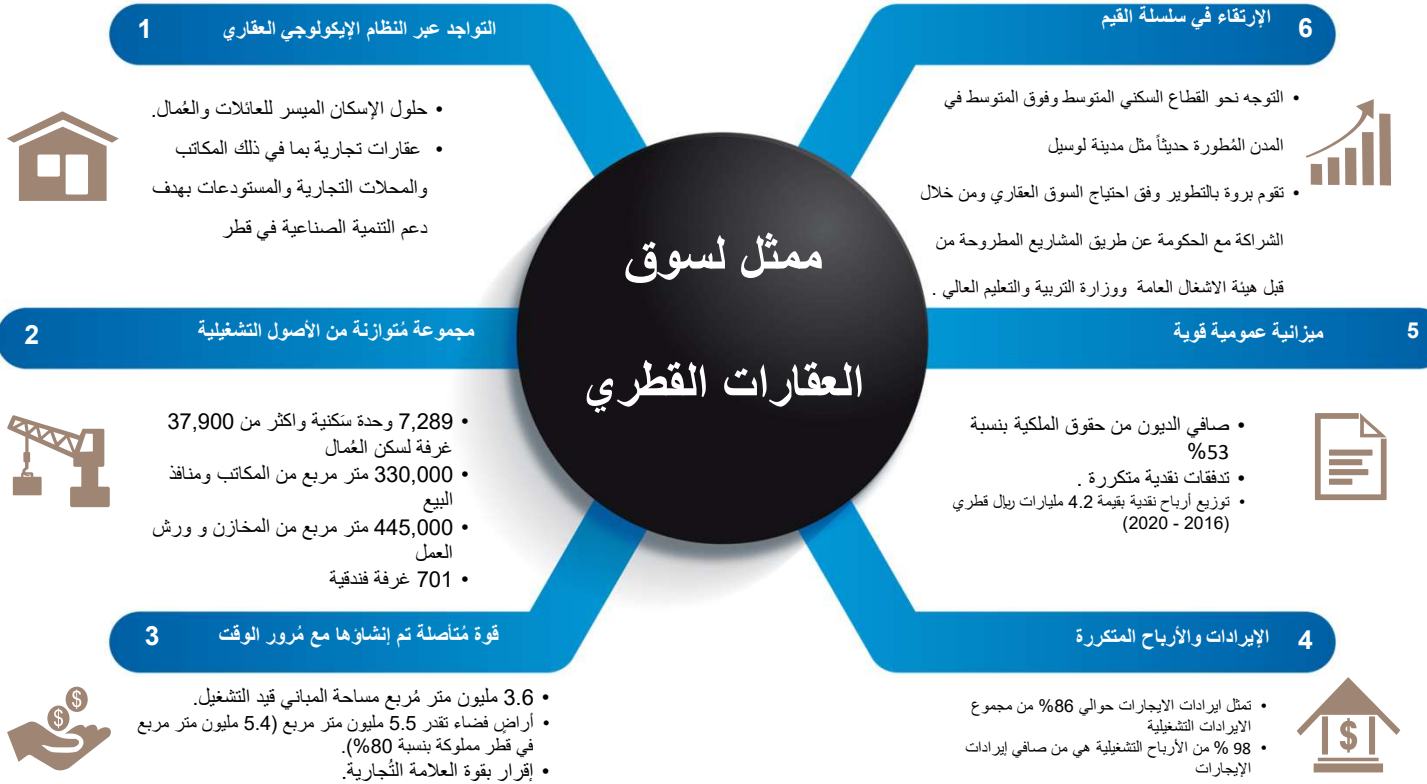 ممثل لسوق
العقارات القطري
1 التواجد عبر النظام الإيكولوجي العقاري
• حلول الإسكان الميسر للعائلات والعُمال.
• عقارات تجارية بما في ذلك المكاتب
والمحلات التجارية والمستودعات بهدف
دعم التنمية الصناعية في قطر
2 مجموعة مُتوازنة من الأصول التشغيلية
• 7,289 وحدة سَكنية واكثر من 37,900
غرفة لسكن العُمال
• 330,000 متر مربع من المكاتب ومنافذ
البيع
• 445,000 متر مربع من المخازن و ورش
العمل
• 701 غرفة فندقية
3 قوة مُتأصلة تم إنشاؤها مع مُرور الوقت
• 3.6 مليون متر مُربع مساحة المباني قيد التشغيل.
• أراضٍ فضاء تقدر 5.5 مليون متر مربع (5.4 مليون متر مربع
في قطر مملوكة بنسبة 80%).
• إقرار بقوة العلامة التُجارية.
4 الإيرادات والأرباح المتكررة
• تمثل ايرادات الايجارات حوالي 86% من مجموع
الايرادات التشغيلية
• 98 % من الأرباح التشغيلية هي من صافي إيرادات
الإيجارات
5 ميزانية عمومية قوية
• صافي الديون من حقوق الملكية بنسبة
53%
• تدفقات نقدية متكررة .
• توزيع أرباح نقدية بقيمة 4.2 مليارات ريال قطري
(2016 - 2020)
6 الإرتقاء في سلسلة القيم
• التوجه نحو القطاع السكني المتوسط وفوق المتوسط في
المدن المُطورة حديثاً مثل مدينة لوسيل
• تقوم بروة بالتطوير وفق احتياج السوق العقاري ومن خلال
الشراكة مع الحكومة عن طريق المشاريع المطروحة من
قبل هيئة الاشغال العامة ووزارة التربية والتعليم العالي .
$ $
$